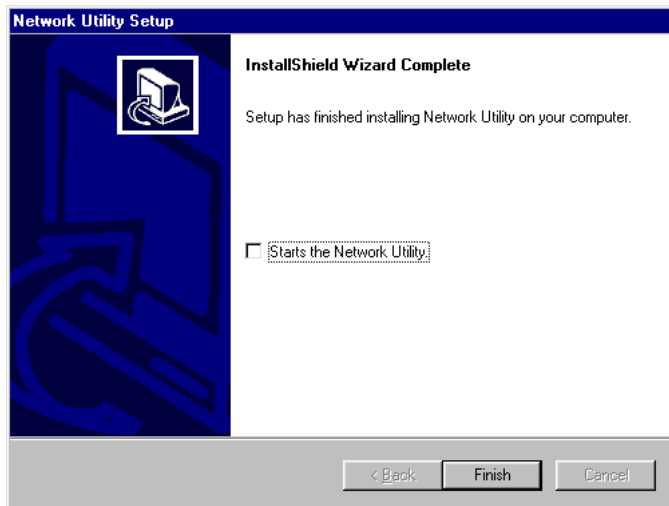 Network Utility Setup
InstallShield Wizard Complete
Setup has finished installing Network Utility on your computer.
Starts the Network Utility.
< Back
Finish
Cancel